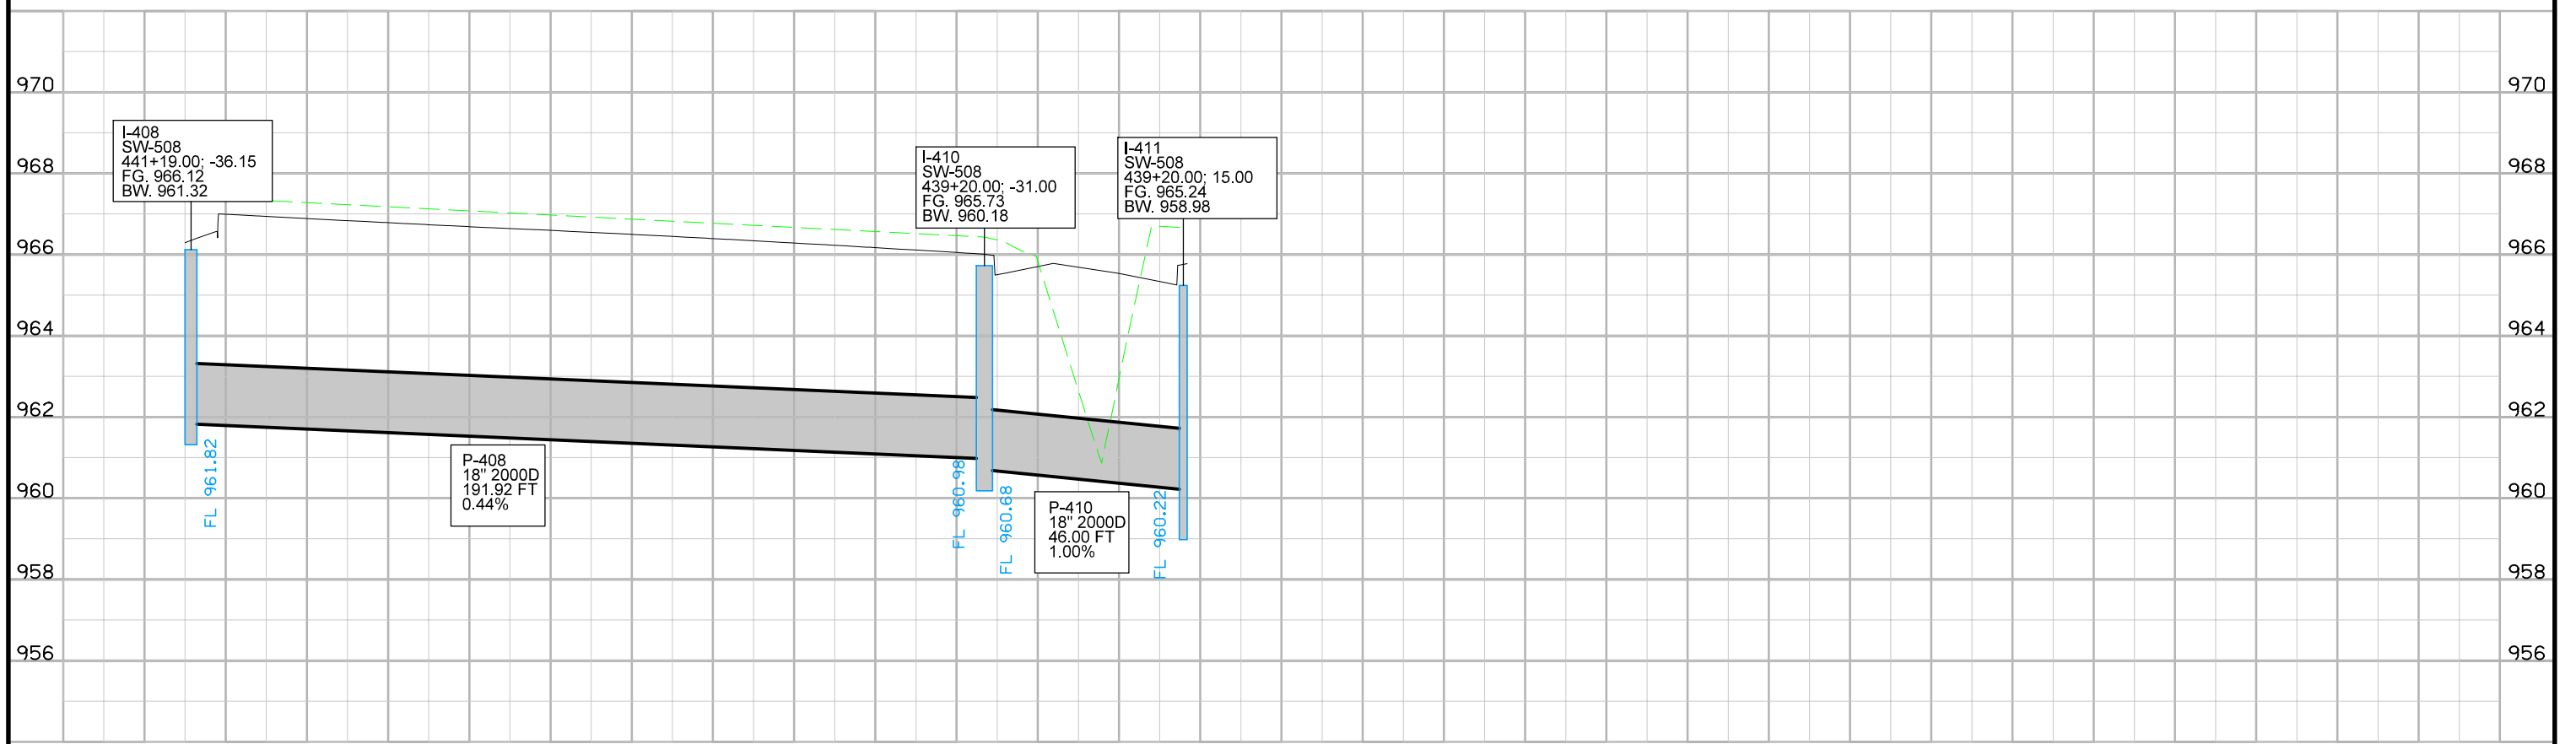 970
970
968
968
966
966
964
964
962
962
960
960
958
958
956
956
I-408
SW-508
441+19.00; -36.15
FG. 966.12
BW. 961.32
I-410
SW-508
439+20.00; -31.00
FG. 965.73
BW. 960.18
I-411
SW-508
439+20.00; 15.00
FG. 965.24
BW. 958.98
FL 961.82
P-408
18" 2000D
191.92 FT
0.44%
FL 960.98
FL 960.68
P-410
18" 2000D
46.00 FT
1.00%
FL 960.22